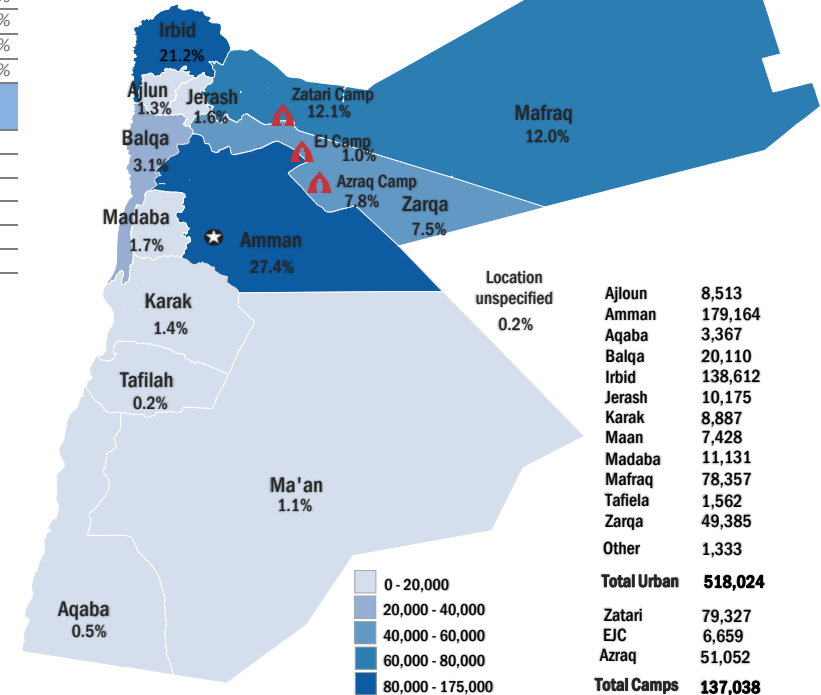 %
%
%
%
Irbid
21.2%
Ajlun
1.3%
Jerash
1.6%
Zatari Camp
12.1%
Mafraq
12.0%
Balqa
3.1%
EJ Camp
1.0%
Azraq Camp
7.8%
Zarqa
7.5%
Madaba
1.7%
Amman
27.4%
Karak
1.4%
Location
unspecified
0.2%
Tafilah
0.2%
Ma'an
1.1%
Aqaba
0.5%
0 - 20,000
20,000 - 40,000
40,000 - 60,000
60,000 - 80,000
80,000 - 175,000
Ajloun 8,513
Amman 179,164
Aqaba 3,367
Balqa 20,110
Irbid 138,612
Jerash 10,175
Karak 8,887
Maan 7,428
Madaba 11,131
Mafraq 78,357
Tafiela 1,562
Zarqa 49,385
Other 1,333
Total Urban 518,024
Zatari 79,327
EJC 6,659
Azraq 51,052
Total Camps 137,038